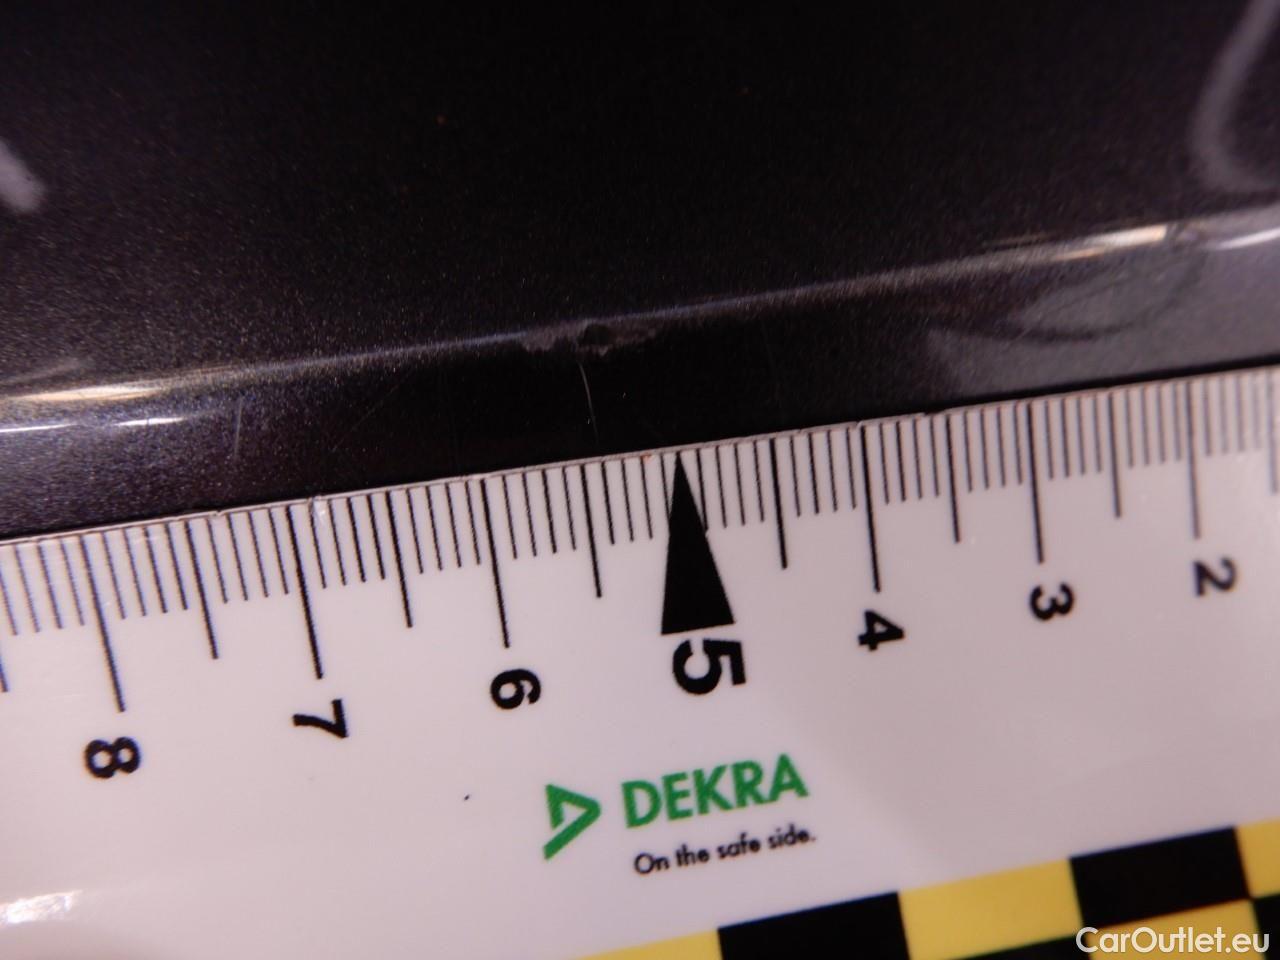 8 7 6 5 4 3 2
DEKRA
On the safe side.
CarOutlet.eu